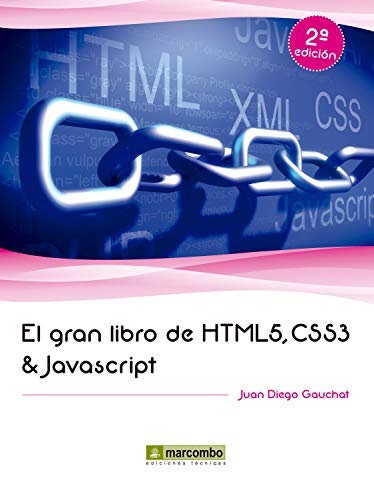 Java
2ª
edición
HTML
XML CSS
Javascript
El gran libro de HTML5, CSS3
& Javascript
Juan Diego Gauchat
marcombo
ediciones técnicas